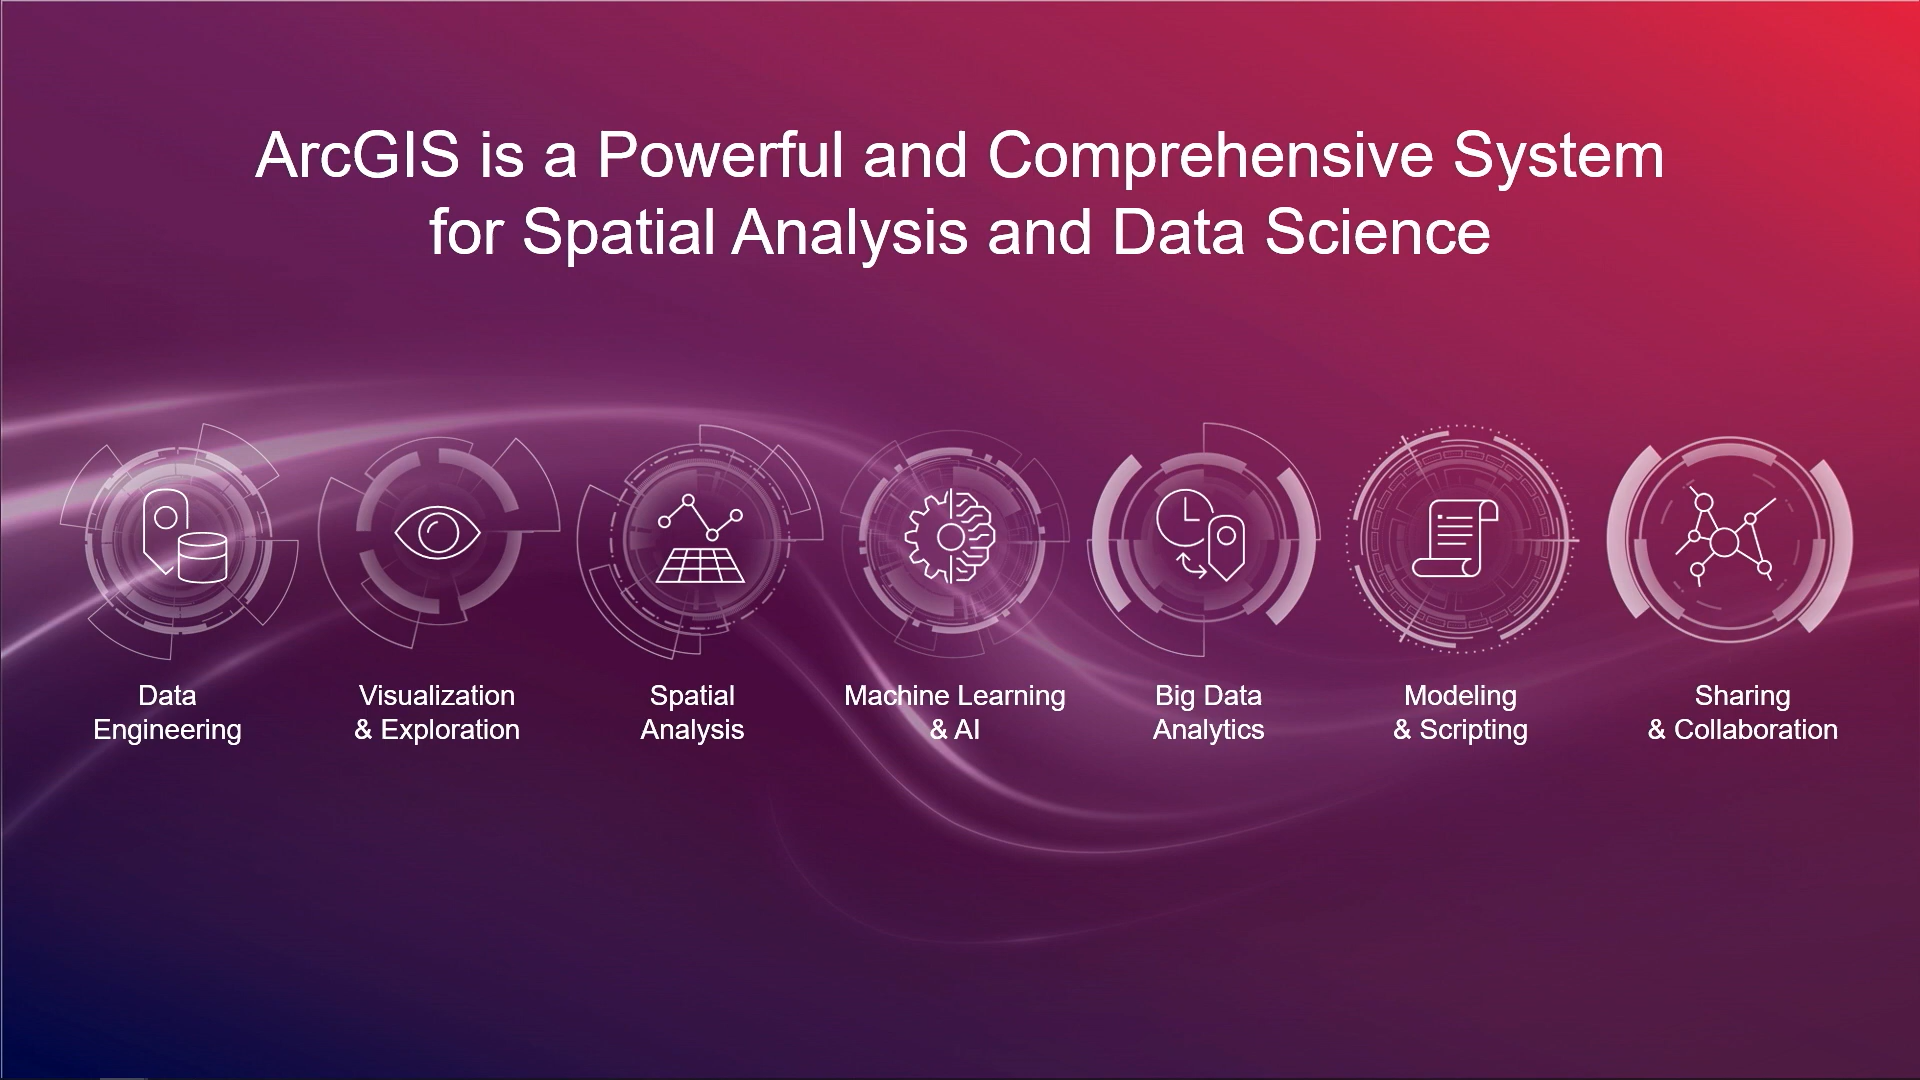 ArcGIS is a Powerful and Comprehensive System
for Spatial Analysis and Data Science
Data
Engineering
Visualization
& Exploration
Spatial
Analysis
Machine Learning
& AI
Big Data
Analytics
Modeling
& Scripting
Sharing
& Collaboration